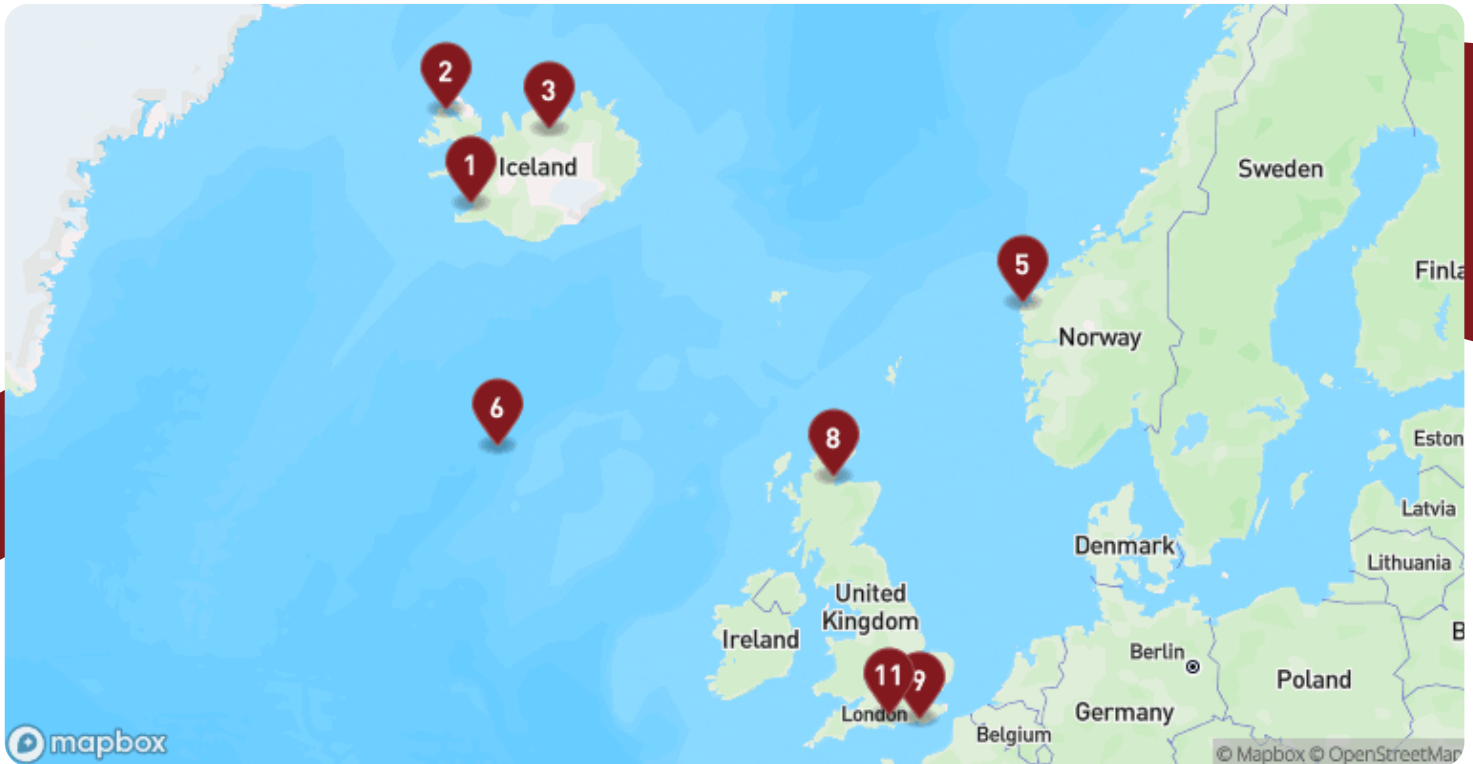 2
3
1
Iceland
Sweden
5
Finla
Norway
6
8
Eston
Latvia
Denmark
Lithuania
United
Kingdom
Ireland
B
Berlin
11
9
Poland
London
Germany
Belgium
mapbox
© Mapbox © OpenStreetMap